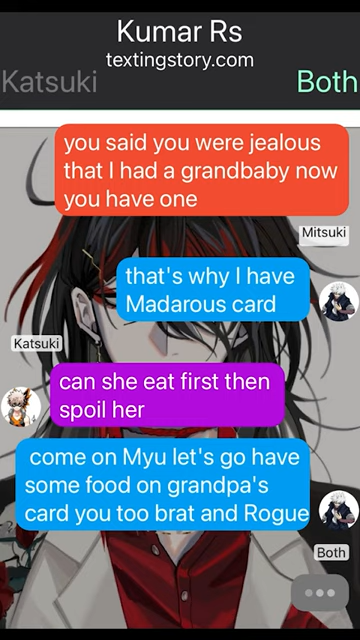 Kumar Rs
textingstory.com
Katsuki
Both
you said you were jealous
that I had a grandbaby now
you have one
Mitsuki
that's why I have
Madarous card
Katsuki
can she eat first then
spoil her
come on Myu let's go have
some food on grandpa's
card you too brat and Rogue
Both